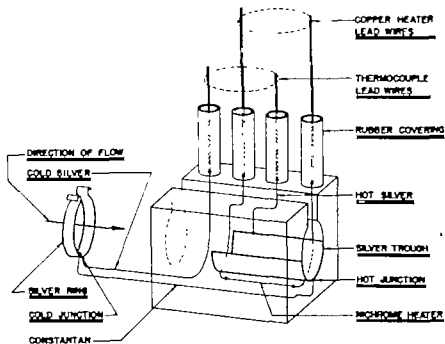 COPPER HEATER
LEAD WIRES
THERMOCOUPLE
LEAD WIRES
RUBBER COVERING
DIRECTION OF FLOW
COLD SILVER
HOT SILVER
SILVER TROUGH
HOT JUNCTION
SILVER RING
COLD JUNCTION
NICHROME HEATER
CONSTANTAN